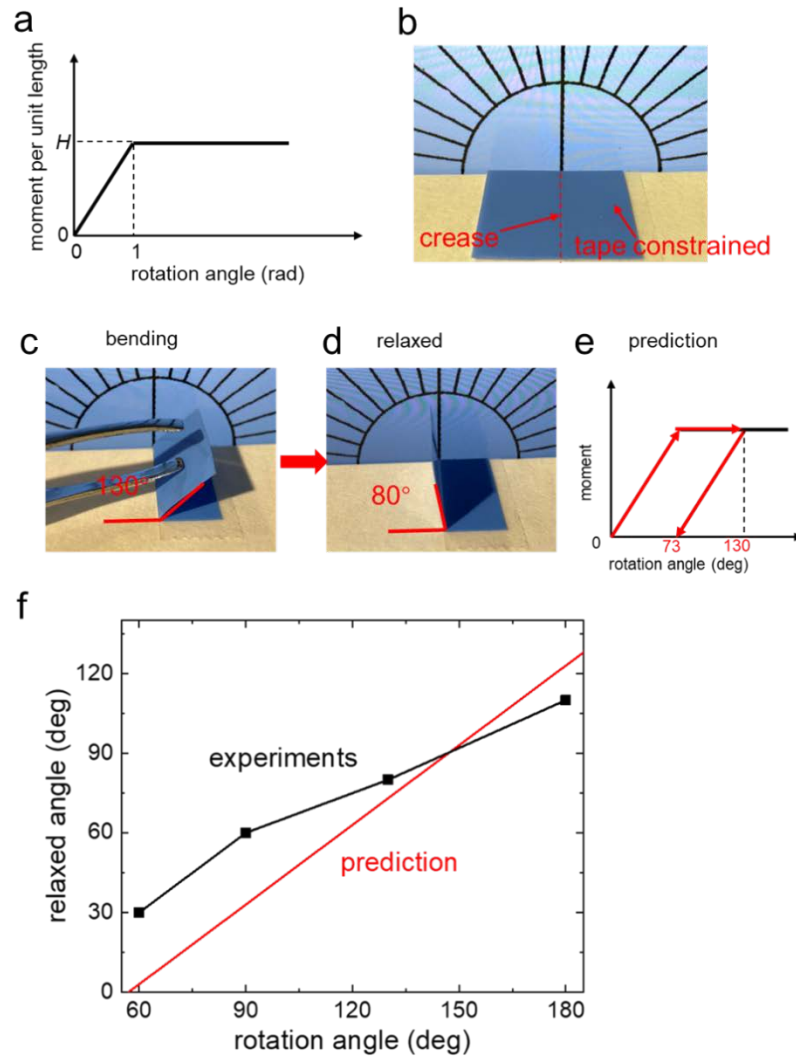 a
moment per unit length
H
0
0
1
rotation angle (rad)
b
crease
tape constrained
c
bending
130°
d
relaxed
80°
e
prediction
moment
0
73
130
rotation angle (deg)
f
relaxed angle (deg)
120
90
60
30
0
experiments
prediction
60
90
120
150
180
rotation angle (deg)